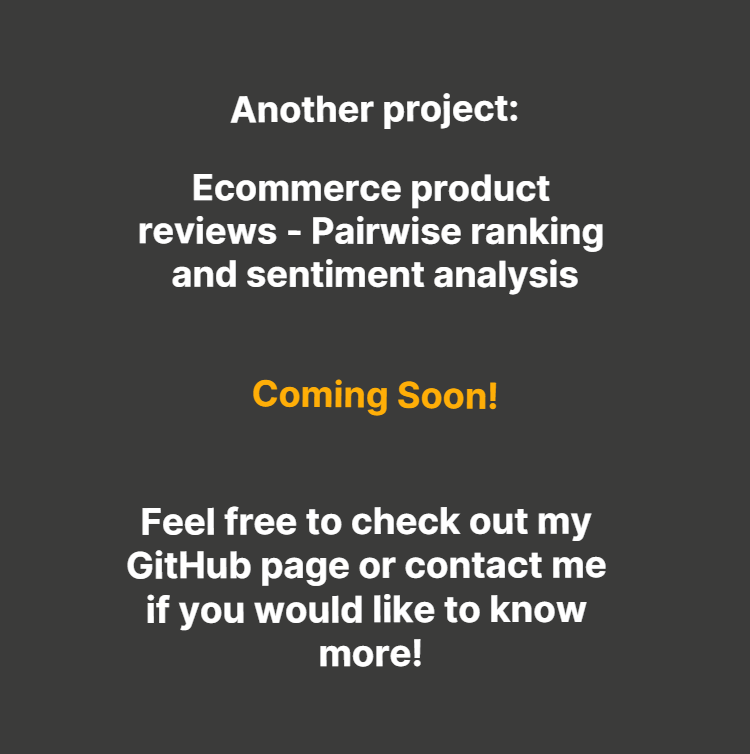 Another project:
Ecommerce product
reviews - Pairwise ranking
and sentiment analysis
Coming Soon!
Feel free to check out my
GitHub page or contact me
if you would like to know
more!